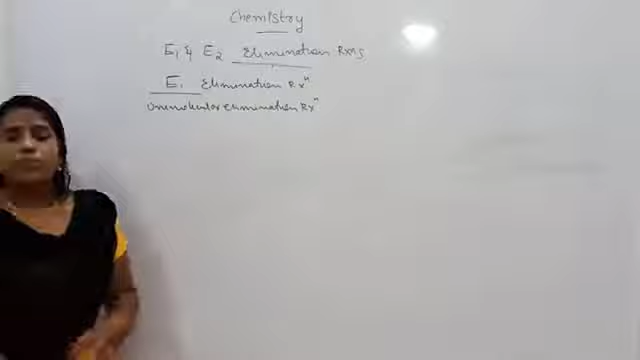 Chemistry
E₁ & E₂ Elimination Rxns
E₁ Elimination Rxⁿ
Unimolecular Elimination Rxⁿ